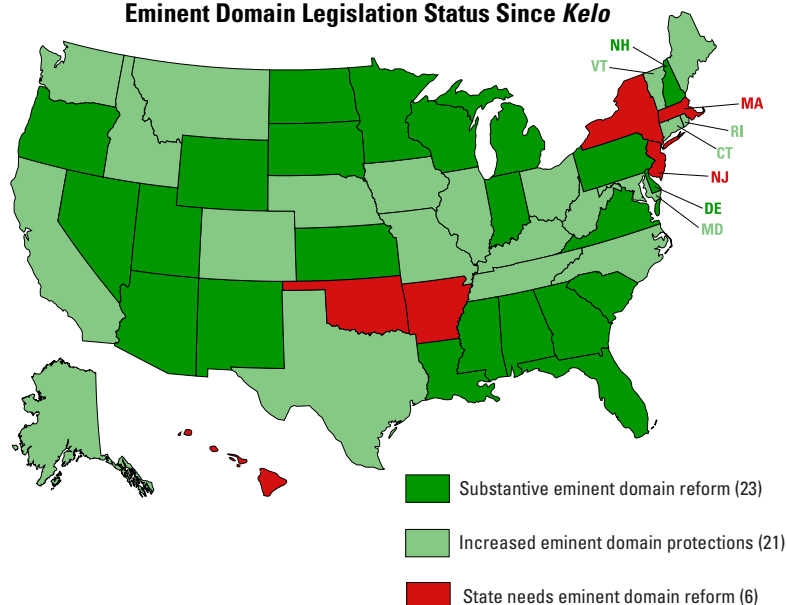 Eminent Domain Legislation Status Since Kelo
NH
VT
MA
RI
CT
NJ
DE
MD
Substantive eminent domain reform (23)
Increased eminent domain protections (21)
State needs eminent domain reform (6)